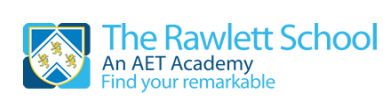 The Rawlett School
An AET Academy
Find your remarkable